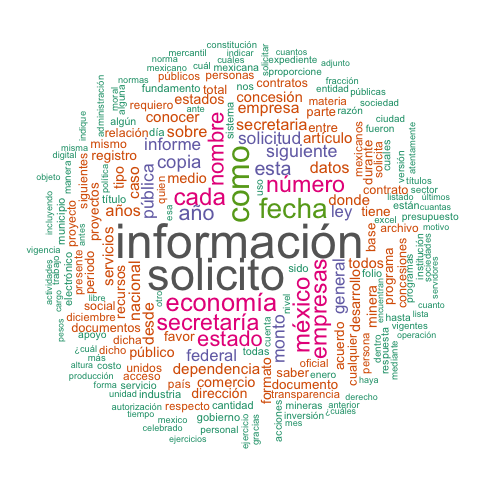 constitución
mercantil indicar cuantos
norma cuáles expediente adjunto
mexicano cuál mexicana solicitar proporcione
normas públicos personas nos entidad fracción públicas
fundamento estados total concesión contratos
moral alguna ante requiero conocer empresa materia sociedad
administración algún relación día sobre secretaria parte razón
indique mismo informe nombre sistema solicitud artículo entre ciudad
misma registro copia siguiente mexicanos fueron atentamente
digital tipo medio como esta datos durante solicita cuales
siguientes caso pública quien cada número donde contrato versión
objeto manera política esa año uso fecha ley tiene sector títulos
proyecto proyectos título años listado últimos
incluyendo municipio servicios están cuantas
antes información base archivo presupuesto
vigencia presente periodo excel motivo
actividades trabajo electrónico recursos nacional solicito sido todos concesiones institución sociedades
cargo libre social desde economía otro nivel méxico empresas general folio programa programas servidores
diciembre secretaría minera encuentran cuanto
pesos documentos dicha favor estado cuenta monto acuerdo desarrollo hasta lista
apoyo vigentes
¿cuál dicho público federal todas oficial persona dentro respuesta operación
más unidos dependencia formato saber enero cualquier mediante
altura costo acceso país comercio documento haya
producción forma servicio transparencia
unidad industria dirección mineras derecho
autorización respecto cantidad acciones anterior ¿cuáles
tiempo mexico gobierno inversión
celebrado personal ejercicio gracias mes
ejercicios